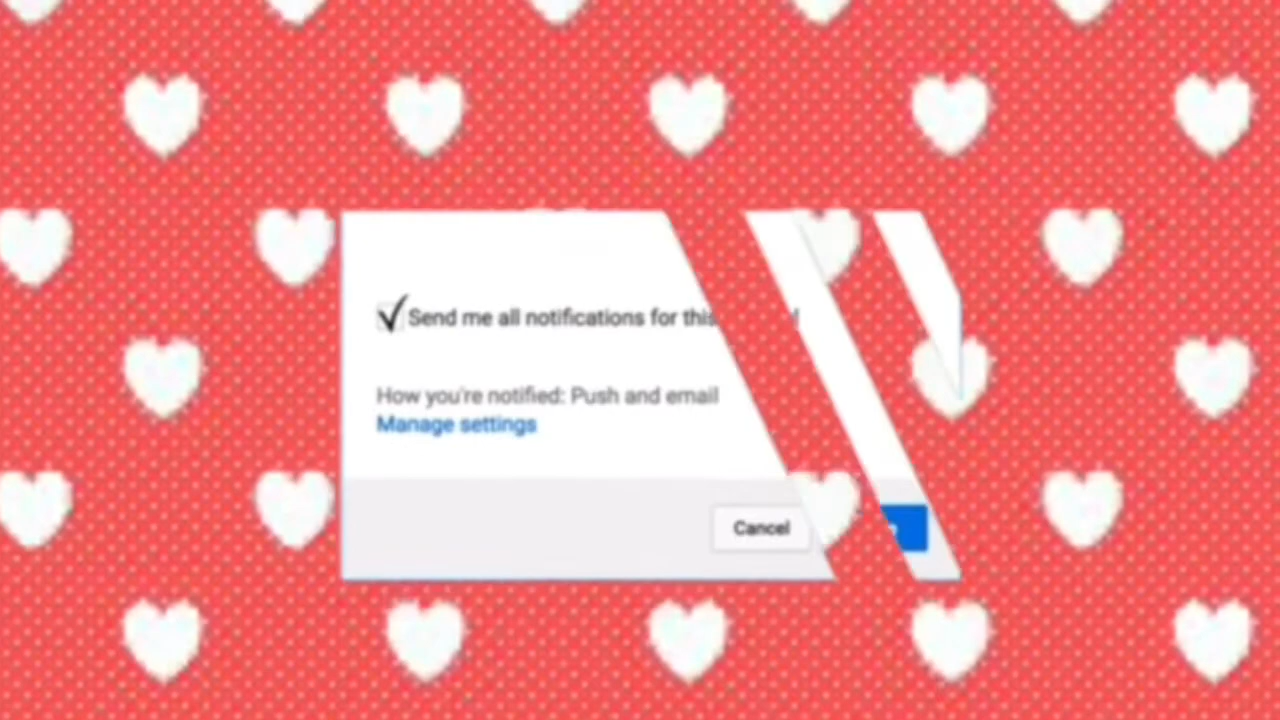 Send me all notifications for this
How you're notified: Push and email
Manage settings
Cancel